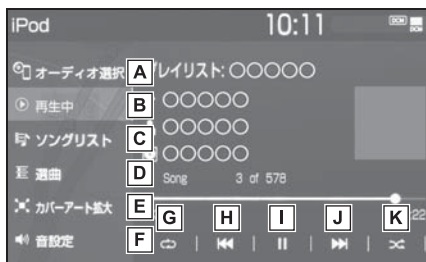 iPod 10:11 DCM DCM
オーディオ選択 A プレイリスト: ○○○○○
再生中 B ○○○○○
ソングリスト C ○○○○○
○○○○○
選曲 D Song 3 of 578
カバーアート拡大 E
G H I J K
音設定 F